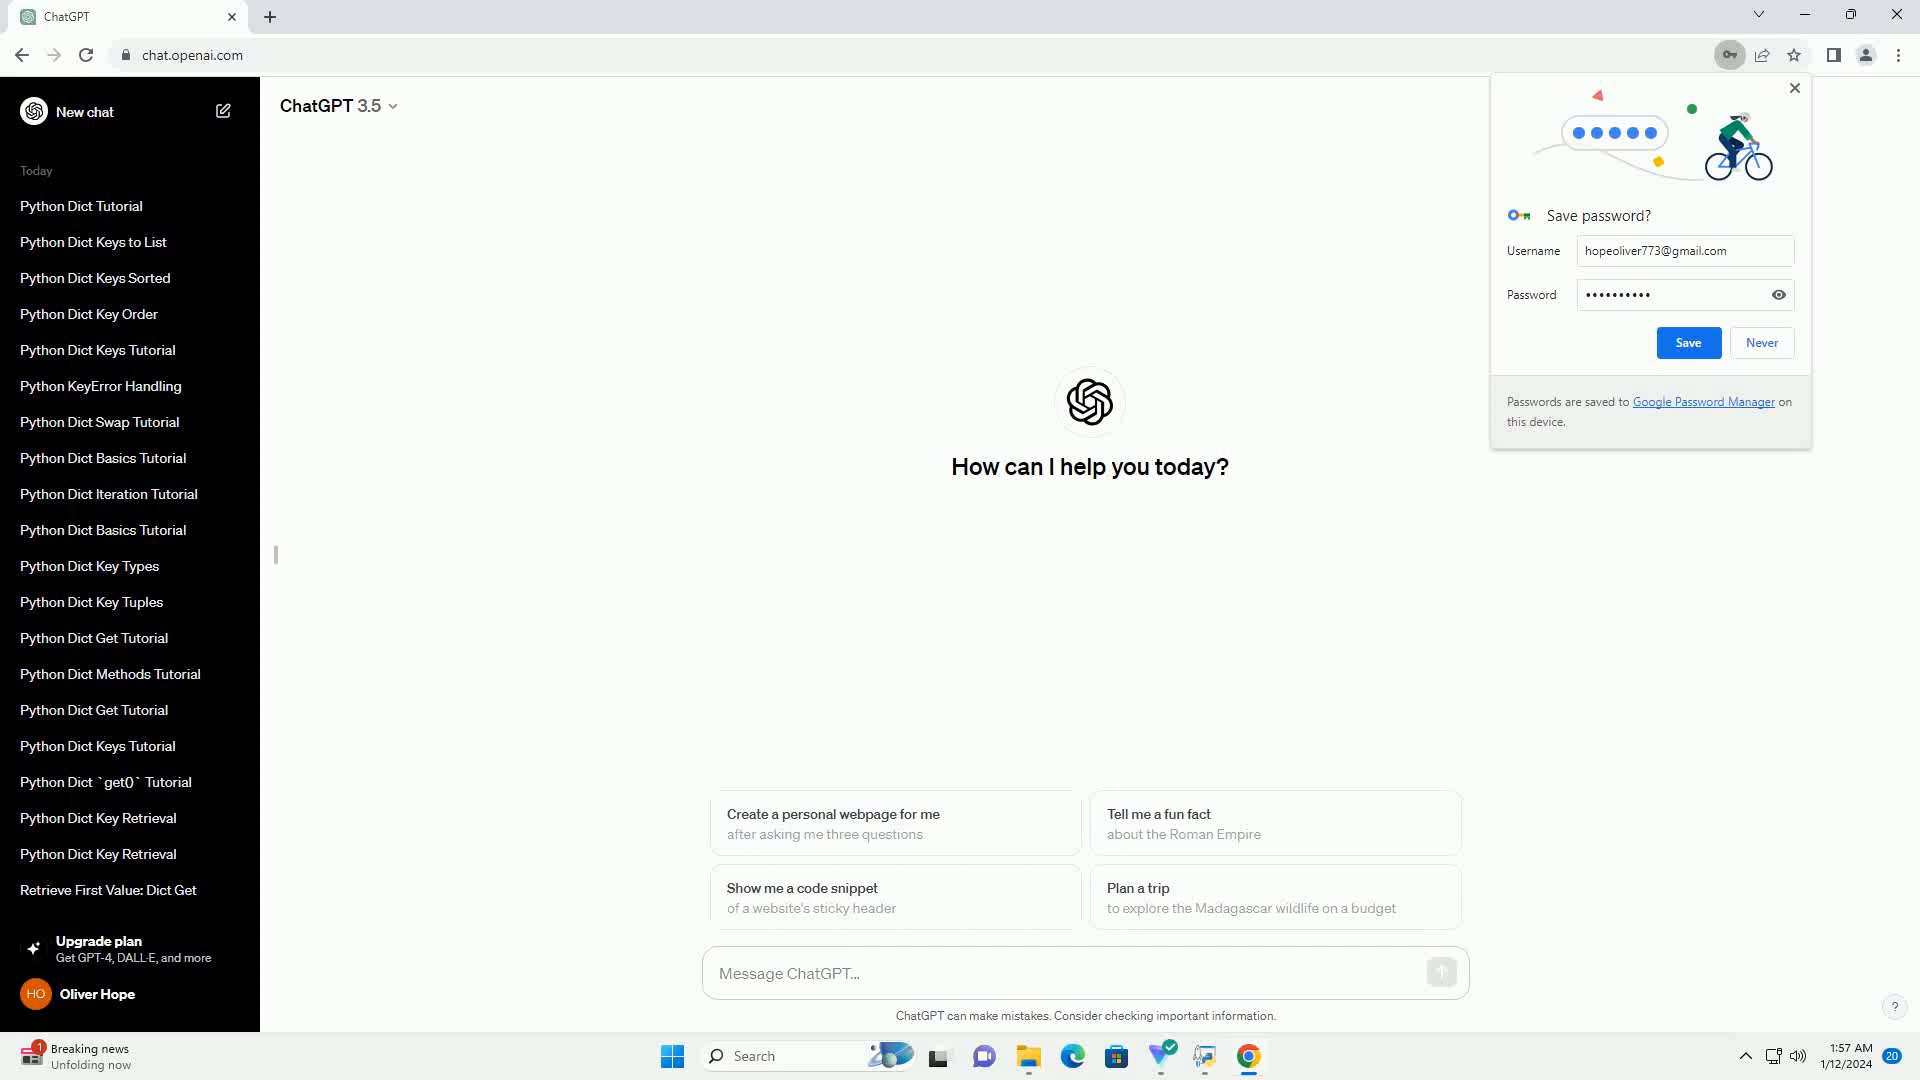 ChatGPT
chat.openai.com
New chat
Today
Python Dict Tutorial
Python Dict Keys to List
Python Dict Keys Sorted
Python Dict Key Order
Python Dict Keys Tutorial
Python KeyError Handling
Python Dict Swap Tutorial
Python Dict Basics Tutorial
Python Dict Iteration Tutorial
Python Dict Basics Tutorial
Python Dict Key Types
Python Dict Key Tuples
Python Dict Get Tutorial
Python Dict Methods Tutorial
Python Dict Get Tutorial
Python Dict Keys Tutorial
Python Dict `get()` Tutorial
Python Dict Key Retrieval
Python Dict Key Retrieval
Retrieve First Value: Dict Get
Upgrade plan
Get GPT-4, DALL·E, and more
HO
Oliver Hope
ChatGPT 3.5
Save password?
Username
hopeoliver773@gmail.com
Password
••••••••••
Save
Never
Passwords are saved to Google Password Manager on
this device.
How can I help you today?
Create a personal webpage for me
after asking me three questions
Tell me a fun fact
about the Roman Empire
Show me a code snippet
of a website's sticky header
Plan a trip
to explore the Madagascar wildlife on a budget
Message ChatGPT...
ChatGPT can make mistakes. Consider checking important information.
?
1
Breaking news
Unfolding now
Search
1:57 AM
1/12/2024
20